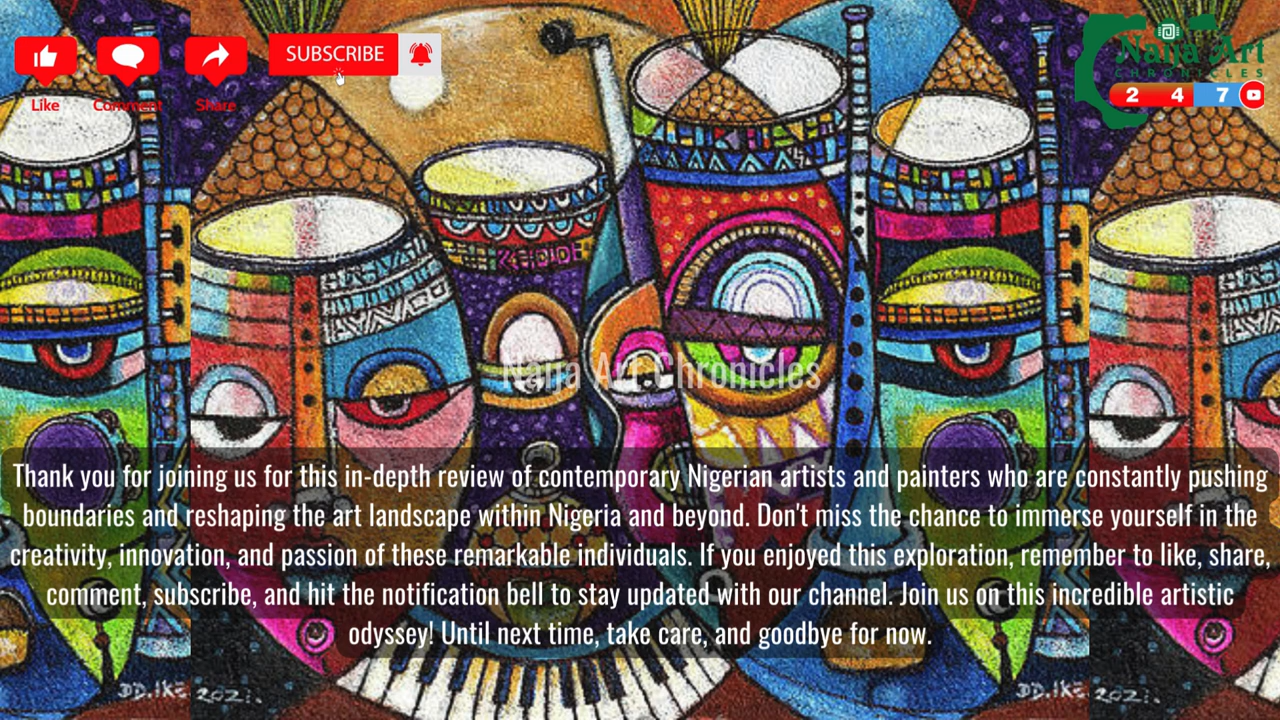 SUBSCRIBE
Like
Comment
Share
Naija Art
CHRONICLES
2 4 7
Naija Art Chronicles
Thank you for joining us for this in-depth review of contemporary Nigerian artists and painters who are constantly pushing
boundaries and reshaping the art landscape within Nigeria and beyond. Don't miss the chance to immerse yourself in the
creativity, innovation, and passion of these remarkable individuals. If you enjoyed this exploration, remember to like, share,
comment, subscribe, and hit the notification bell to stay updated with our channel. Join us on this incredible artistic
odyssey! Until next time, take care, and goodbye for now.
DD.IKE
DD.IKE